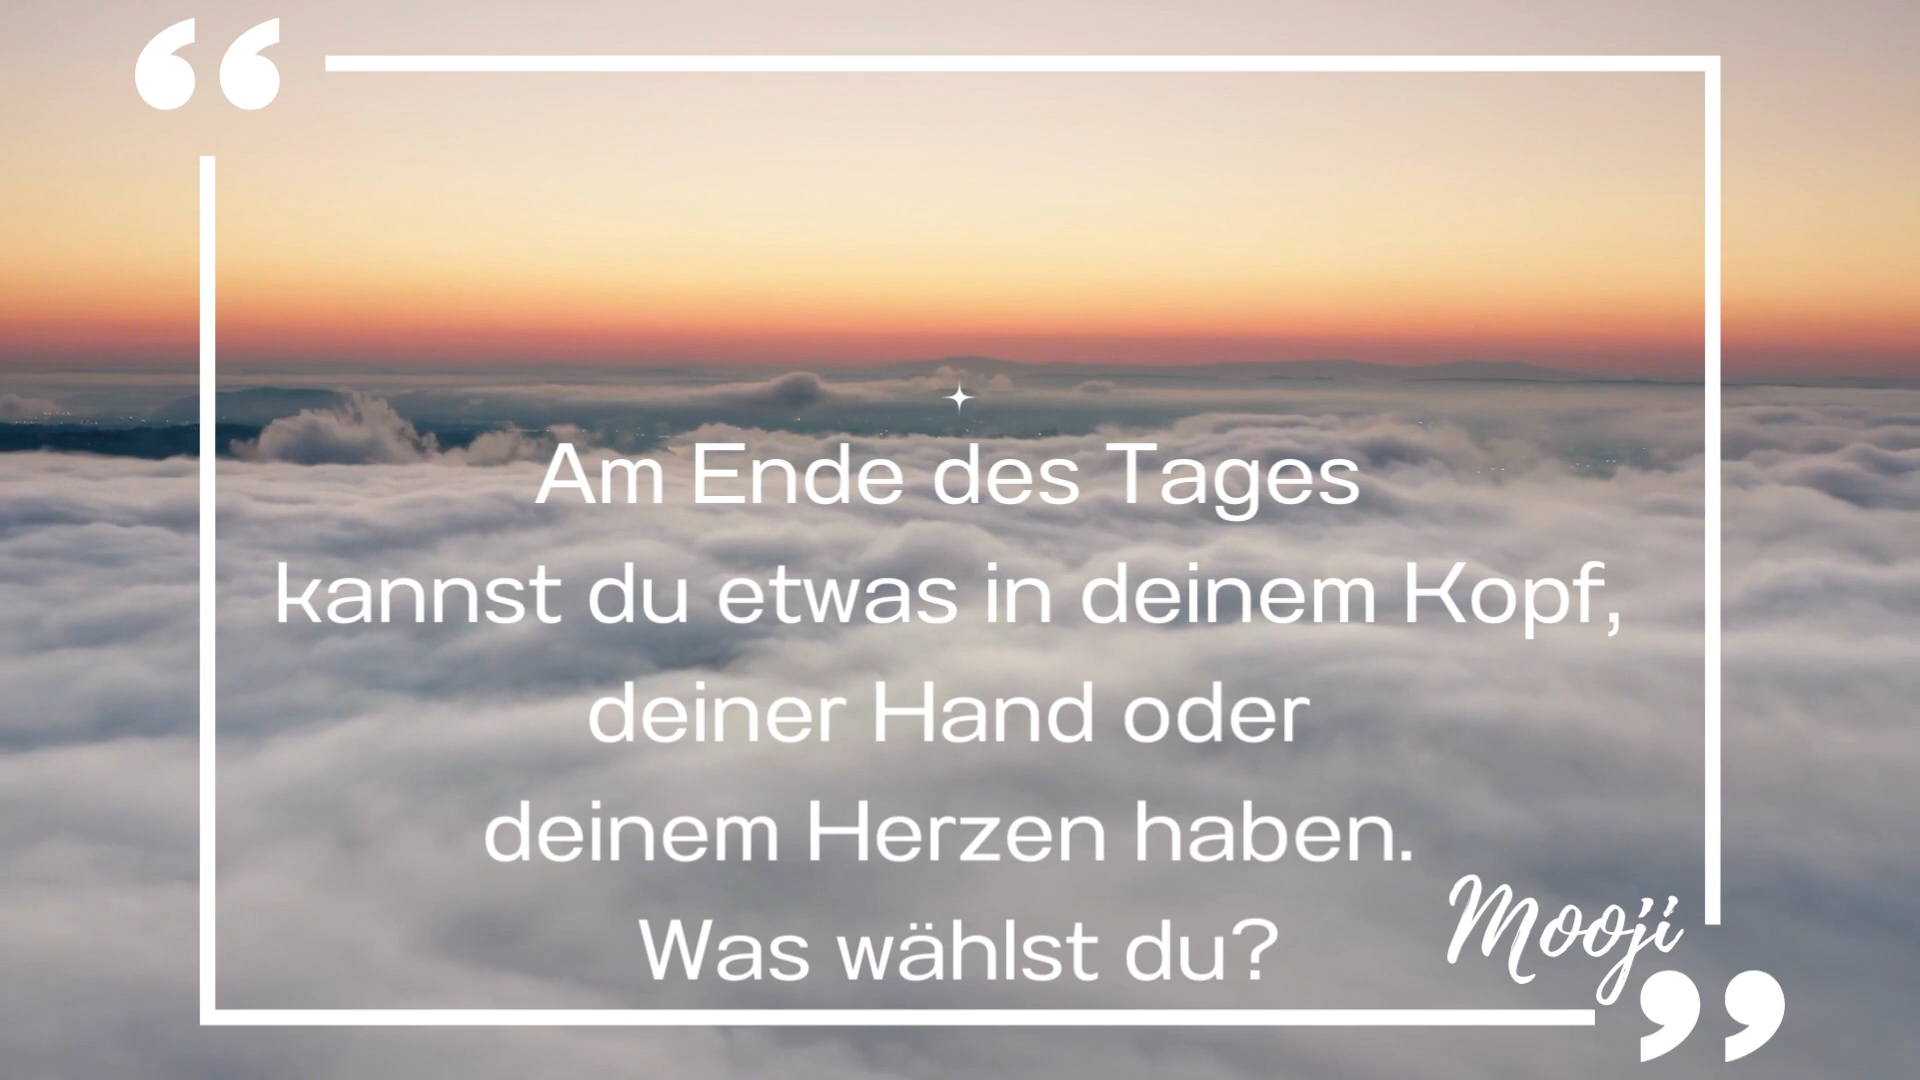 “
Am Ende des Tages
kannst du etwas in deinem Kopf,
deiner Hand oder
deinem Herzen haben.
Was wählst du?
Mooji
”